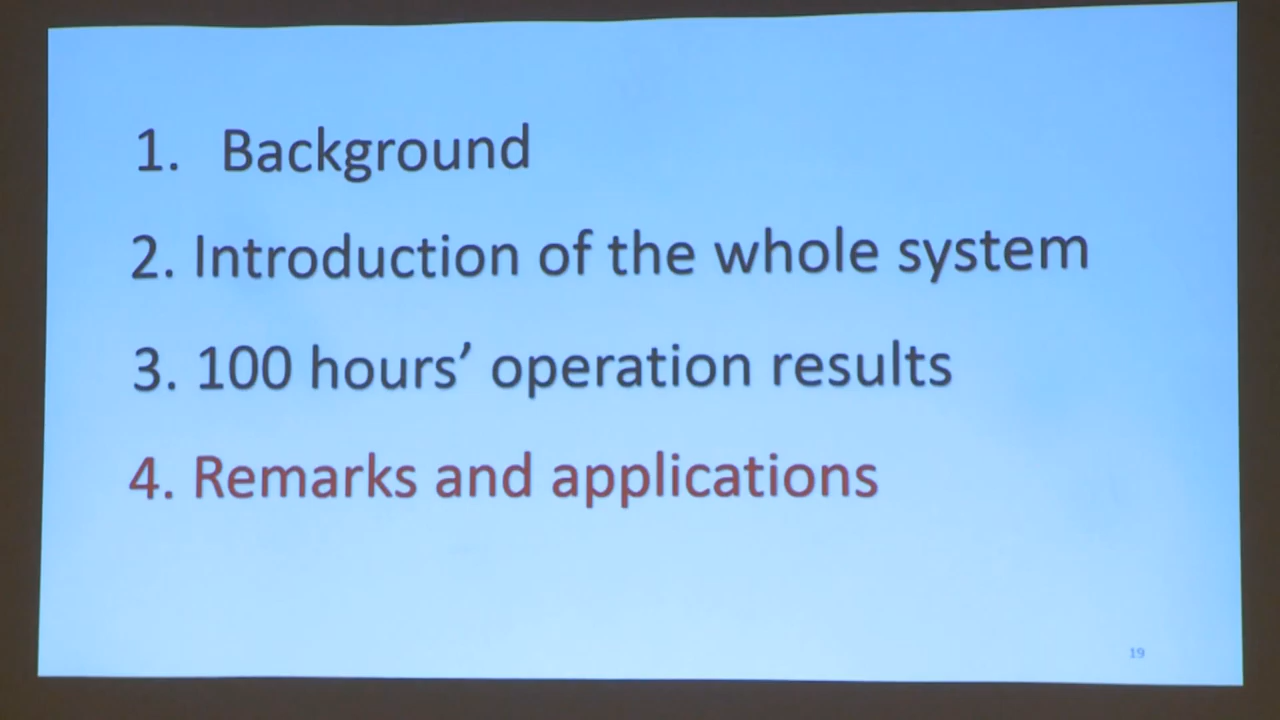 1. Background
2. Introduction of the whole system
3. 100 hours’ operation results
4. Remarks and applications
19